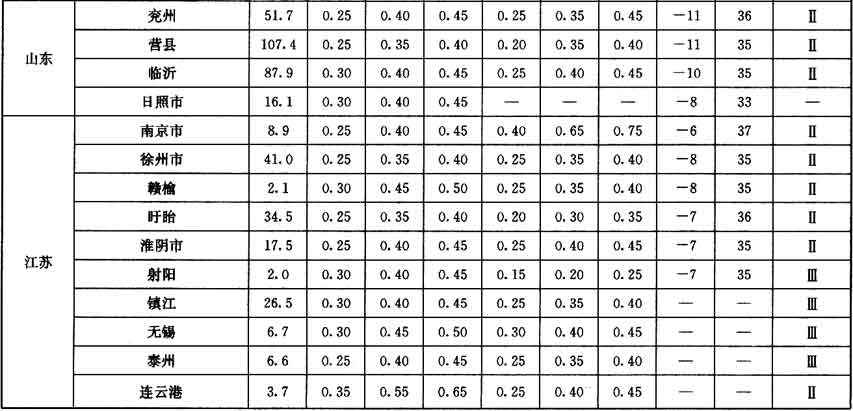 山东 兖州 51.7 0.25 0.40 0.45 0.25 0.35 0.45 －11 36 Ⅱ
营县 107.4 0.25 0.35 0.40 0.20 0.35 0.40 －11 35 Ⅱ
临沂 87.9 0.30 0.40 0.45 0.25 0.40 0.45 －10 35 Ⅱ
日照市 16.1 0.30 0.40 0.45 — — — －8 33 —
江苏 南京市 8.9 0.25 0.40 0.45 0.40 0.65 0.75 －6 37 Ⅱ
徐州市 41.0 0.25 0.35 0.40 0.25 0.35 0.40 －8 35 Ⅱ
赣榆 2.1 0.30 0.45 0.50 0.25 0.35 0.40 －8 35 Ⅱ
盱眙 34.5 0.25 0.35 0.40 0.20 0.30 0.35 －7 36 Ⅱ
淮阴市 17.5 0.25 0.40 0.45 0.25 0.40 0.45 －7 35 Ⅱ
射阳 2.0 0.30 0.40 0.45 0.15 0.20 0.25 －7 35 Ⅲ
镇江 26.5 0.30 0.40 0.45 0.25 0.35 0.40 — — Ⅲ
无锡 6.7 0.30 0.45 0.50 0.30 0.40 0.45 — — Ⅲ
泰州 6.6 0.25 0.40 0.45 0.25 0.35 0.40 — — Ⅲ
连云港 3.7 0.35 0.55 0.65 0.25 0.40 0.45 — — Ⅱ